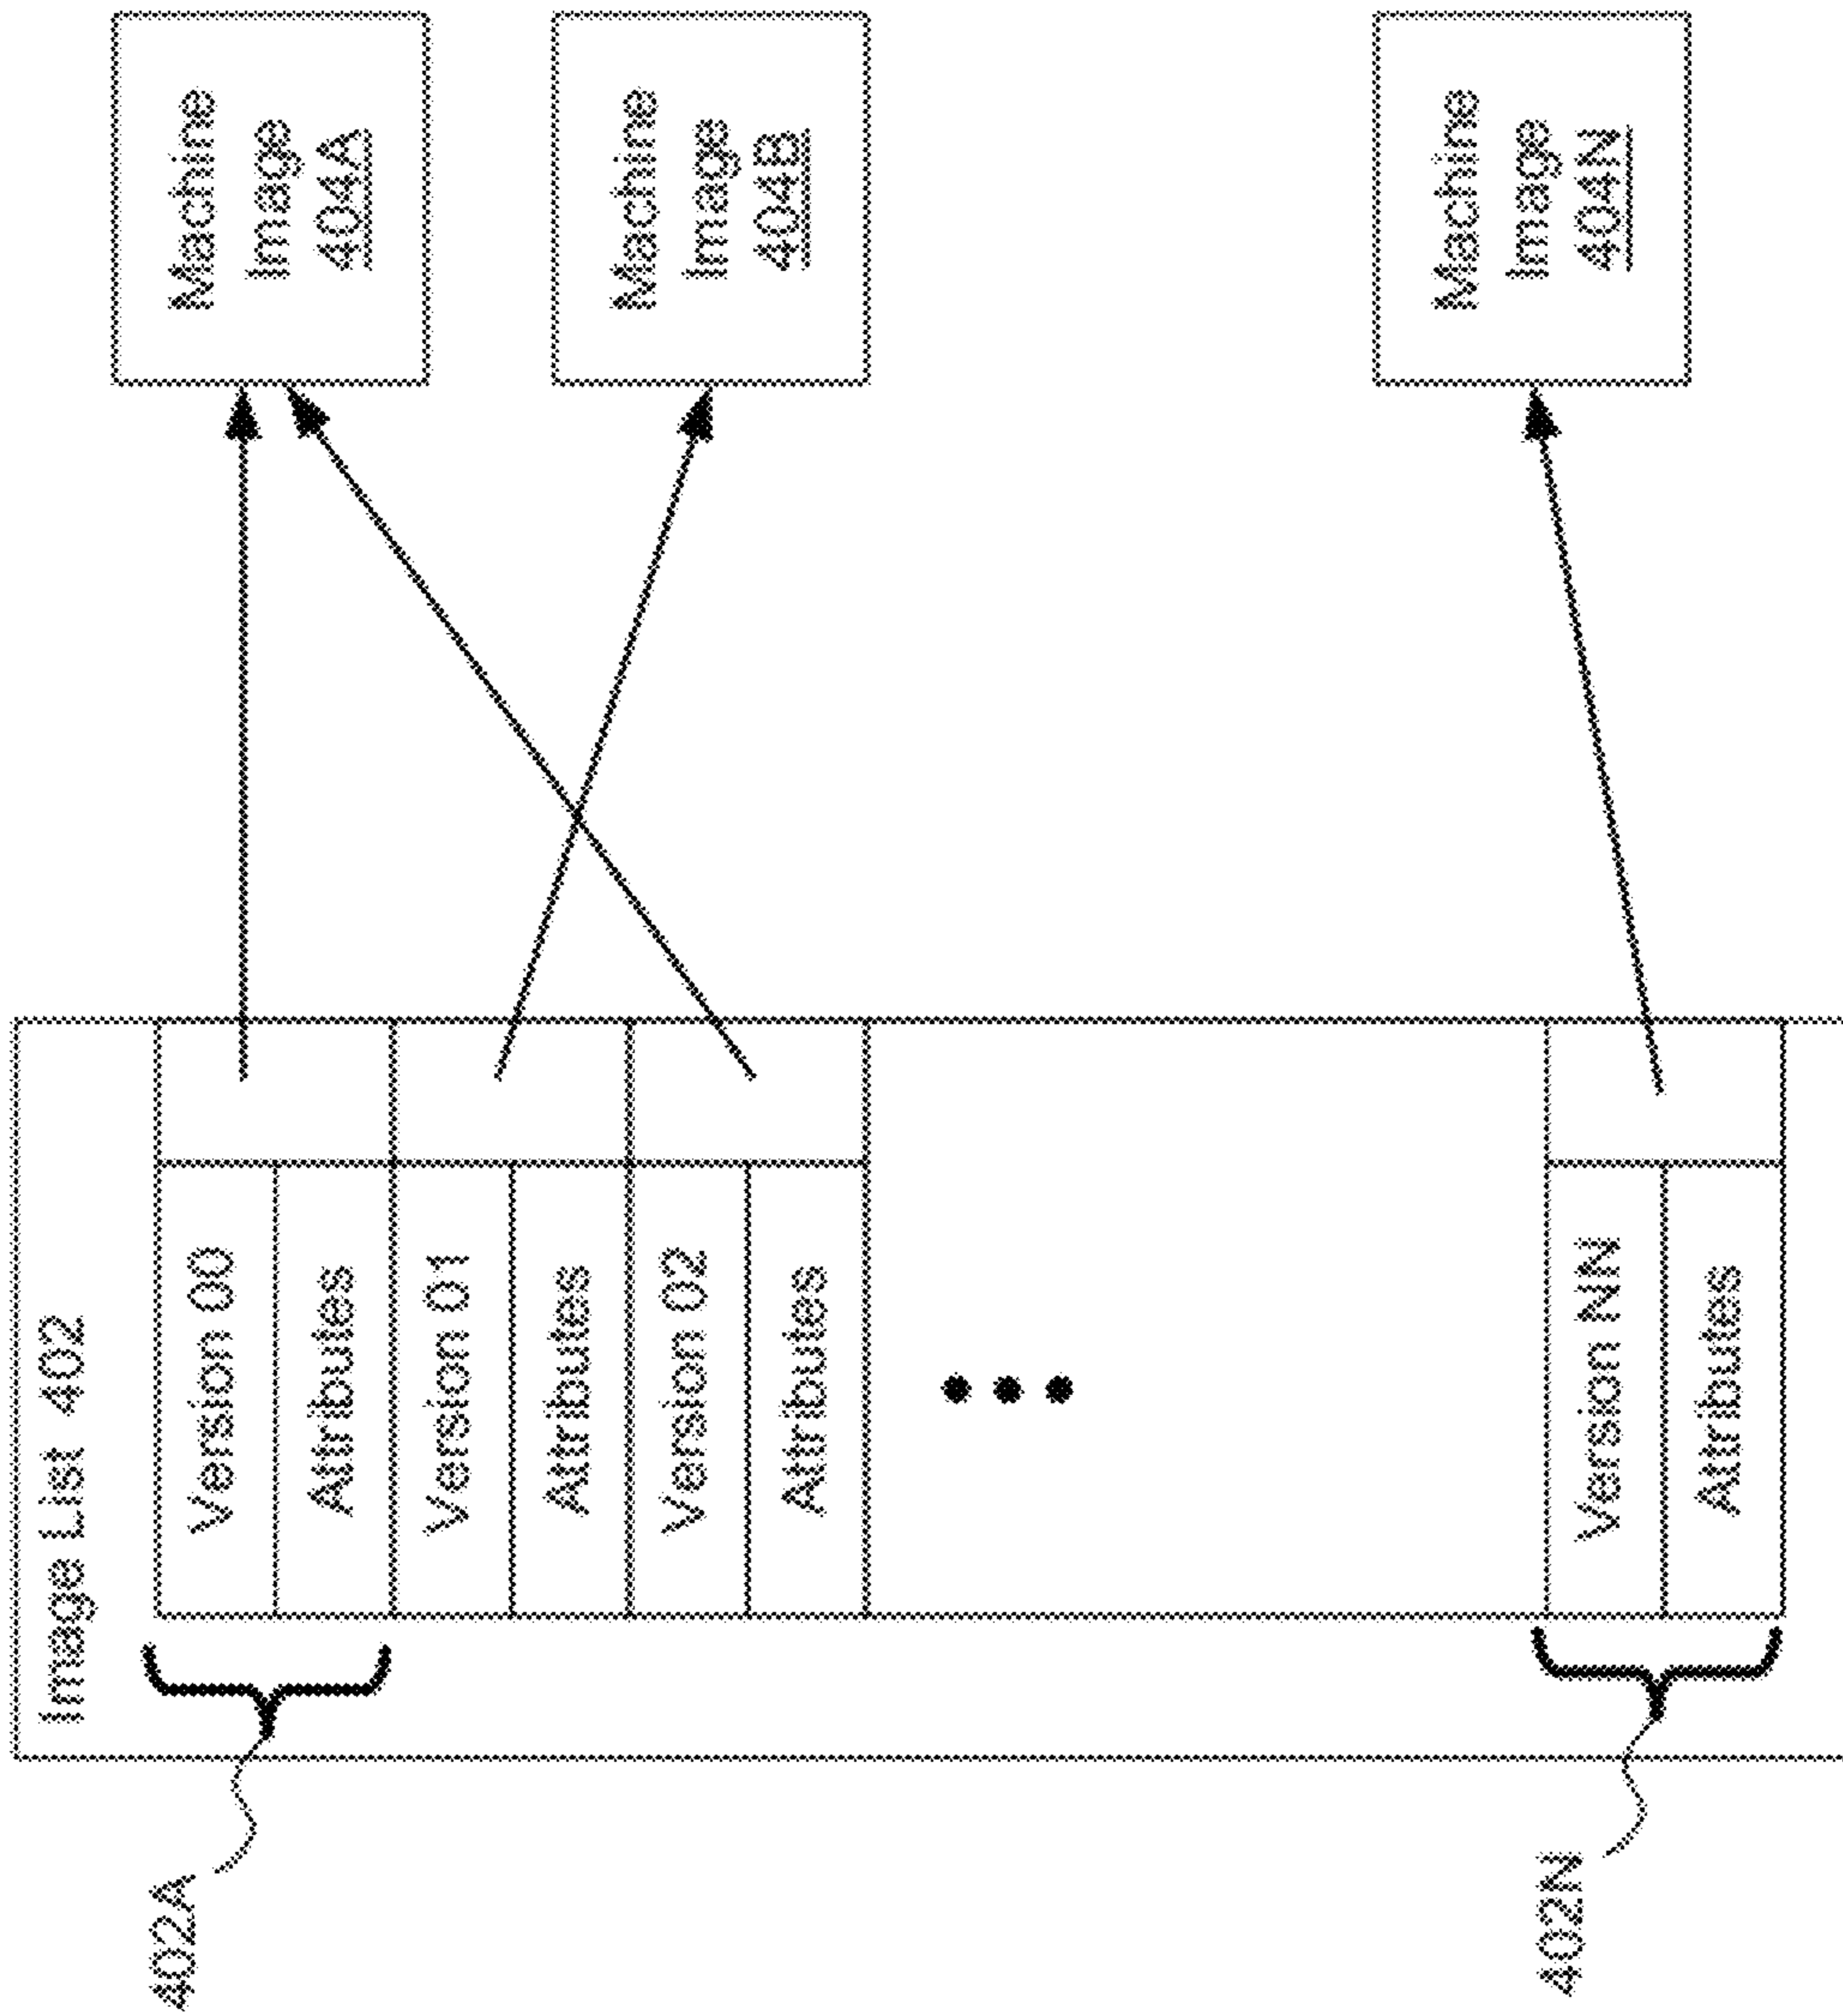 Image List 402
402A
Version 00
Attributes
Version 01
Attributes
Version 02
Attributes
402N
Version NN
Attributes
Machine
Image
404A
Machine
Image
404B
Machine
Image
404N